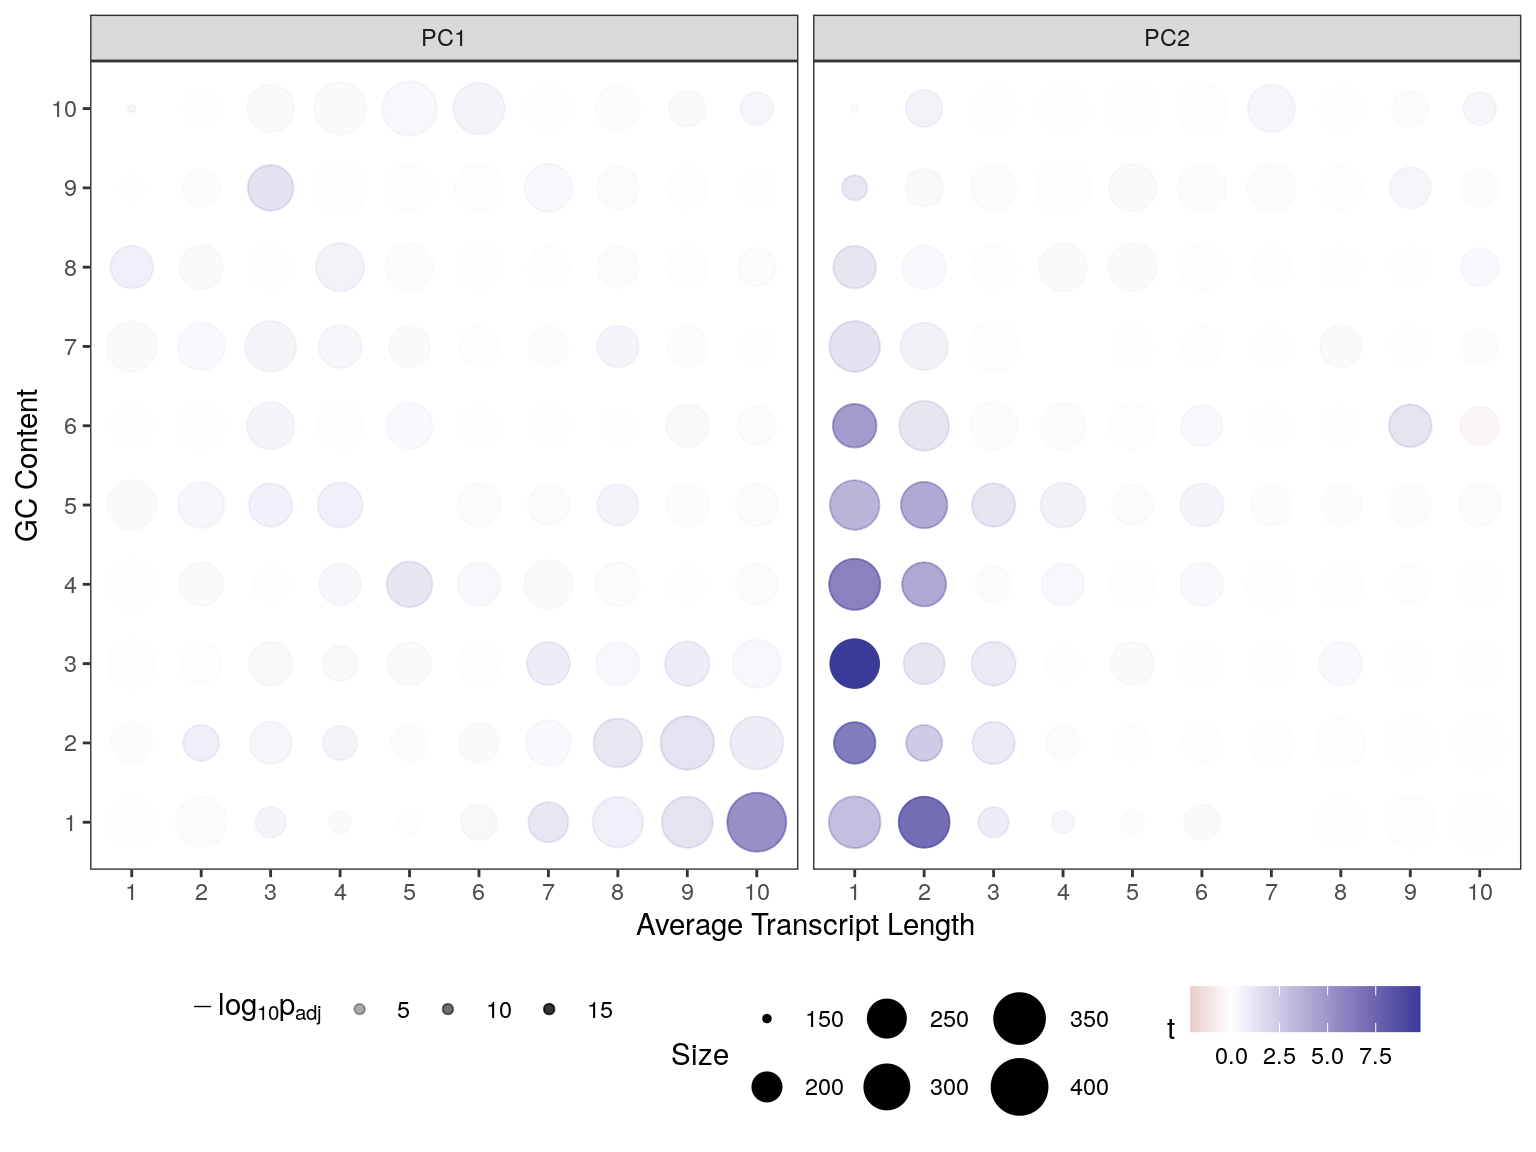 PC1 PC2
10
9
8
7
6
5
4
3
2
1
GC Content
1 2 3 4 5 6 7 8 9 10 1 2 3 4 5 6 7 8 9 10
Average Transcript Length
−log10padj 5 10 15
Size
150 250 350
200 300 400
t
0.0 2.5 5.0 7.5